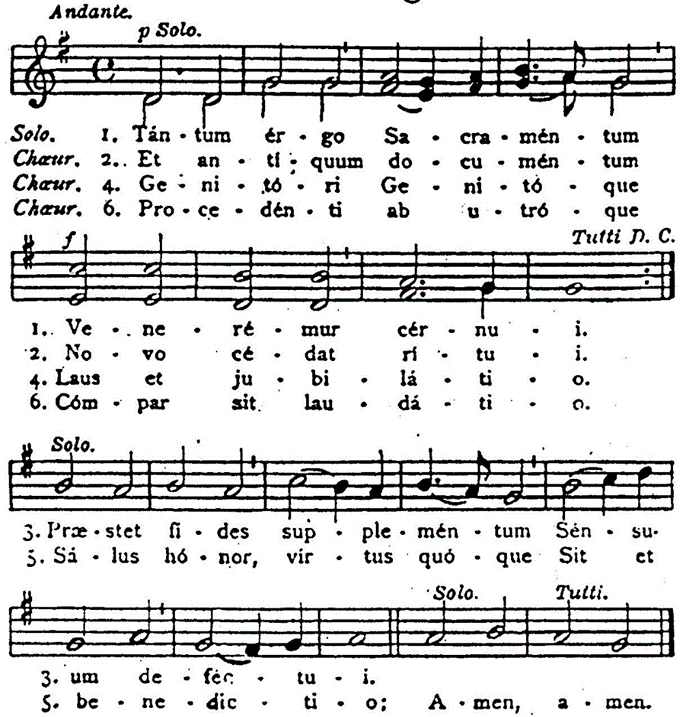 Andante.
p Solo.
Solo. 1. Tán - tum ér - go Sa - cra - mén - tum
Chœur. 2. Et an - tí - quum do - cu - mén - tum
Chœur. 4. Ge - ni - tó - ri Ge - ni - tó - que
Chœur. 6. Pro - ce - dén - ti ab u - tró - que
f
Tutti D. C.
1. Ve - ne - ré - mur cér - nu - i.
2. No - vo cé - dat rí - tu - i.
4. Laus et ju - bi - lá - ti - o.
6. Cóm - par sit lau - dá - ti - o.
Solo.
3. Præ - stet fi - des sup - ple - mén - tum Sén - su-
5. Sá - lus hó - nor, vir - tus quó - que Sit et
Solo. Tutti.
3. um de - féc - tu - i.
5. be - ne - dic - ti - o; A - men, a - men.